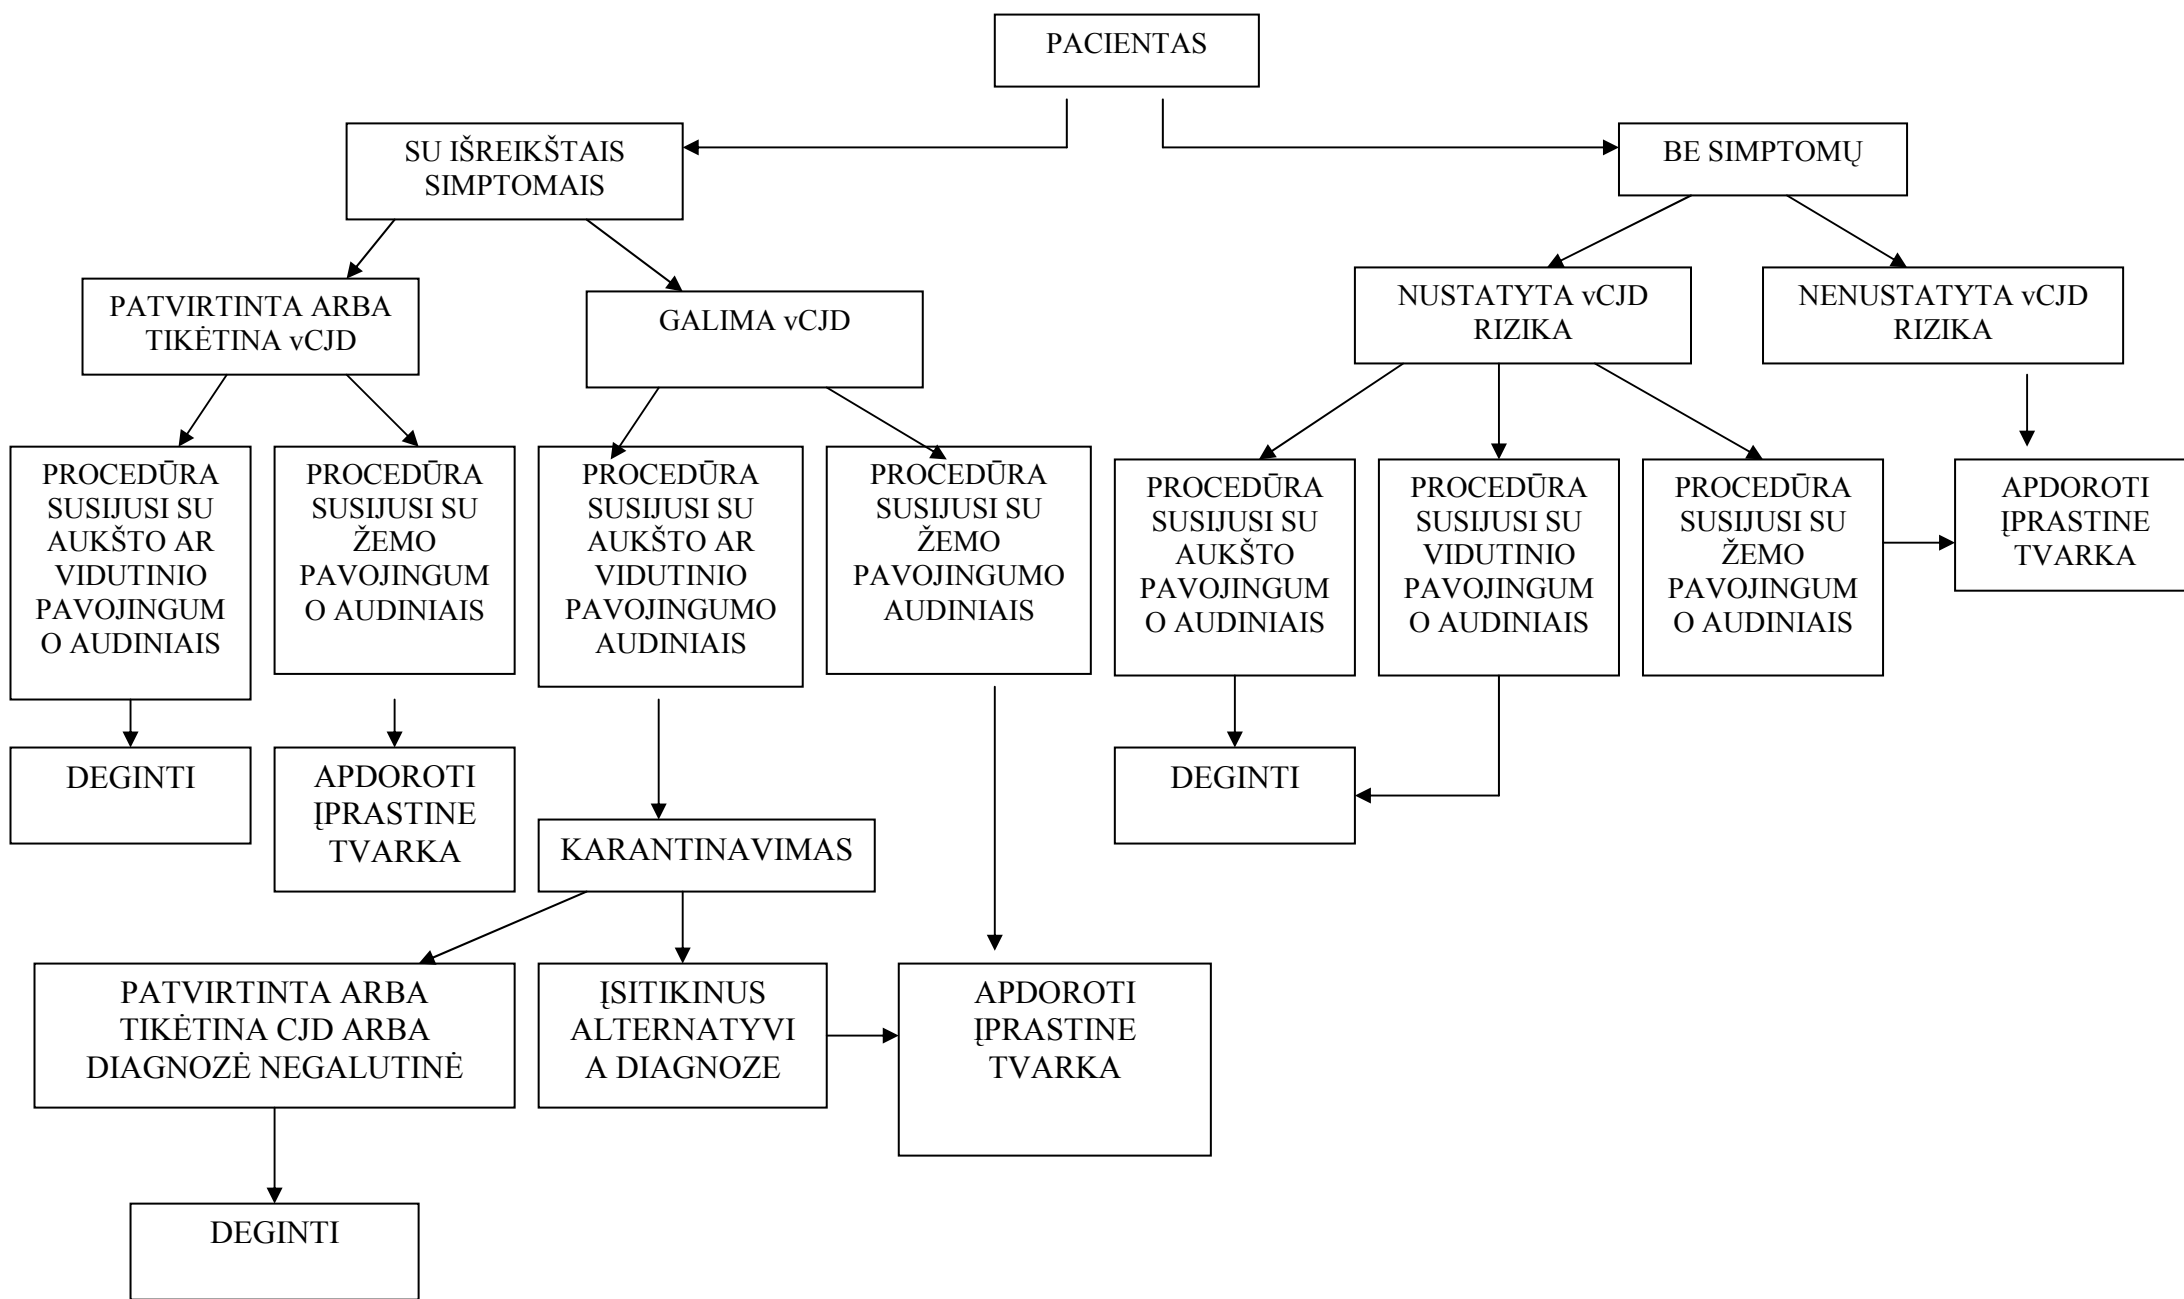 PACIENTAS
SU IŠREIKŠTAIS
SIMPTOMAIS
BE SIMPTOMŲ
PATVIRTINTA ARBA
TIKĖTINA vCJD
GALIMA vCJD
NUSTATYTA vCJD
RIZIKA
NENUSTATYTA vCJD
RIZIKA
PROCEDŪRA
SUSIJUSI SU
AUKŠTO AR
VIDUTINIO
PAVOJINGUM
O AUDINIAIS
PROCEDŪRA
SUSIJUSI SU
ŽEMO
PAVOJINGUM
O AUDINIAIS
PROCEDŪRA
SUSIJUSI SU
AUKŠTO AR
VIDUTINIO
PAVOJINGUMO
AUDINIAIS
PROCEDŪRA
SUSIJUSI SU
ŽEMO
PAVOJINGUMO
AUDINIAIS
PROCEDŪRA
SUSIJUSI SU
AUKŠTO
PAVOJINGUM
O AUDINIAIS
PROCEDŪRA
SUSIJUSI SU
VIDUTINIO
PAVOJINGUM
O AUDINIAIS
PROCEDŪRA
SUSIJUSI SU
ŽEMO
PAVOJINGUM
O AUDINIAIS
APDOROTI
ĮPRASTINE
TVARKA
DEGINTI
APDOROTI
ĮPRASTINE
TVARKA
KARANTINAVIMAS
DEGINTI
PATVIRTINTA ARBA
TIKĖTINA CJD ARBA
DIAGNOZĖ NEGALUTINĖ
ĮSITIKINUS
ALTERNATYVI
A DIAGNOZE
APDOROTI
ĮPRASTINE
TVARKA
DEGINTI